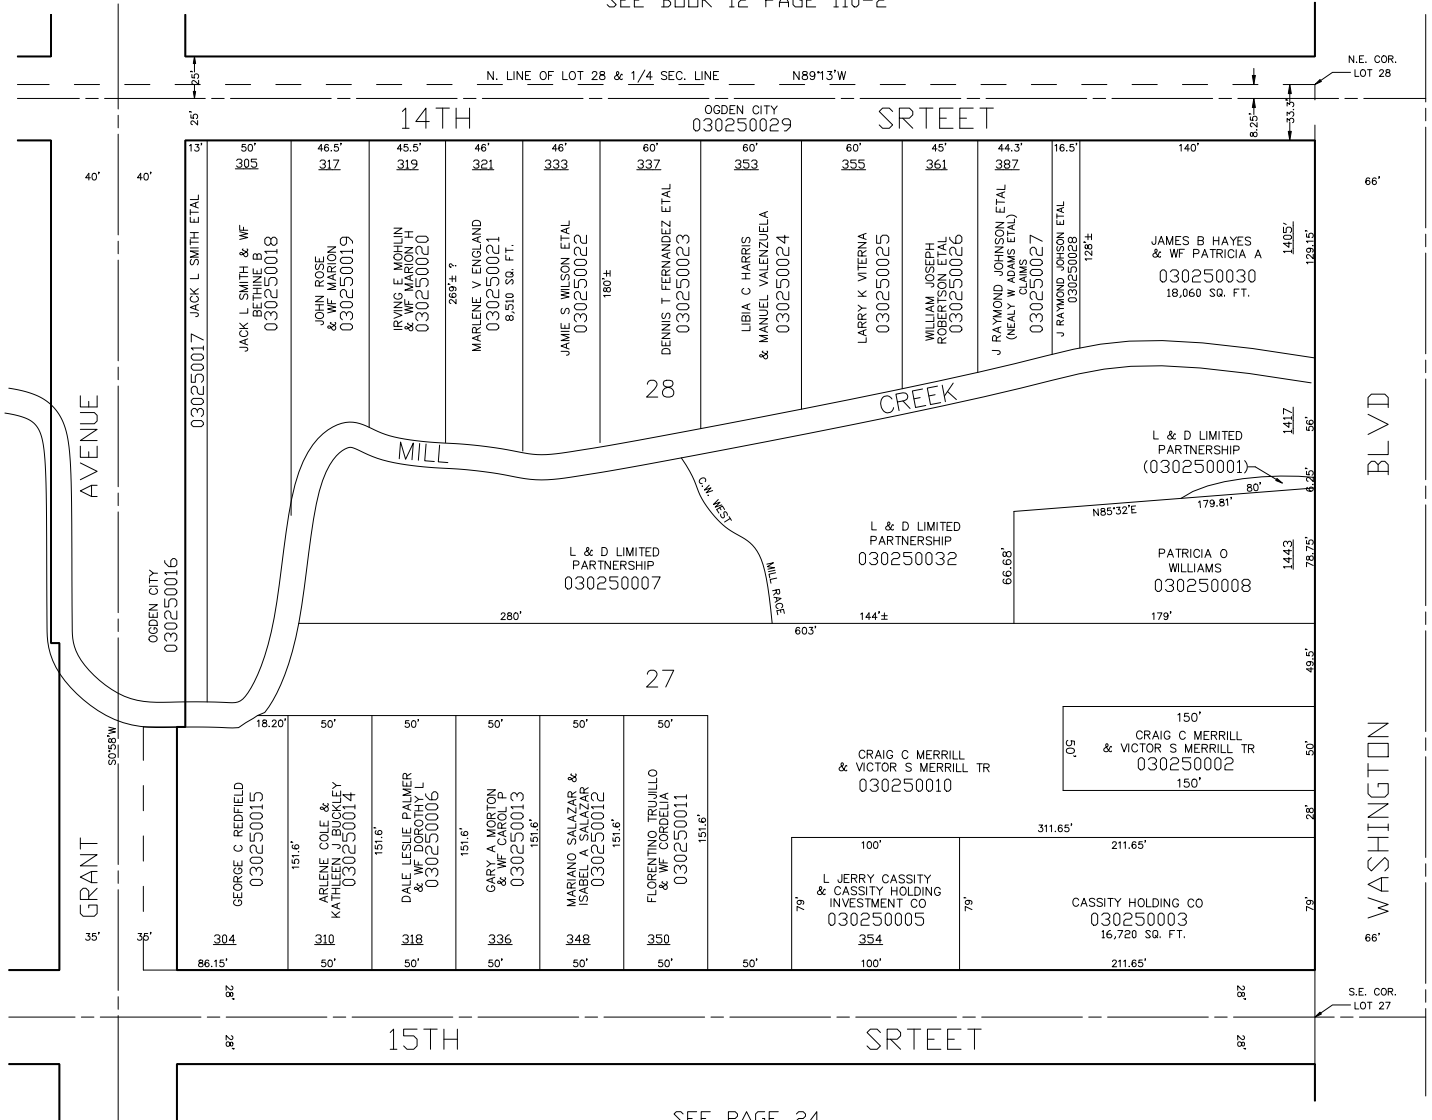 SEE BOOK 12 PAGE 110-2
N. LINE OF LOT 28 & 1/4 SEC. LINE N89°13'W
N.E. COR.
LOT 28
25'
25'
8.25'
33.3'
14TH SRTEET
OGDEN CITY
030250029
13' 50' 46.5' 45.5' 46' 46' 60' 60' 60' 45' 44.3' 16.5' 140'
305 317 319 321 333 337 353 355 361 387
40' 40'
66'
JACK L SMITH ETAL
030250017
JACK L SMITH & WF
BETHINE B
030250018
JOHN ROSE
& WF MARION
030250019
IRVING E MOHLIN
& WF MARION H
030250020
269'± ?
MARLENE V ENGLAND
030250021
8,510 SQ. FT.
JAMIE S WILSON ETAL
030250022
180'±
DENNIS T FERNANDEZ ETAL
030250023
LIBIA C HARRIS
& MANUEL VALENZUELA
030250024
LARRY K VITERNA
030250025
WILLIAM JOSEPH
ROBERTSON ETAL
030250026
J RAYMOND JOHNSON ETAL
(NEALY W ADAMS ETAL)
CLAIMS
030250027
J RAYMOND JOHSON ETAL
030250028
128'±
JAMES B HAYES
& WF PATRICIA A
030250030
18,060 SQ. FT.
1405'
129.15'
28
MILL CREEK
AVENUE
BLVD
1417
56'
L & D LIMITED
PARTNERSHIP
(030250001)
6.25'
80'
179.81'
N85°32'E
C.W. WEST
MILL RACE
L & D LIMITED
PARTNERSHIP
030250032
L & D LIMITED
PARTNERSHIP
030250007
66.68'
PATRICIA O
WILLIAMS
030250008
1443
78.75'
OGDEN CITY
030250016
280' 144'± 179'
603'
49.5'
27
18.20' 50' 50' 50' 50' 50'
S0°58'W
150'
CRAIG C MERRILL
& VICTOR S MERRILL TR
030250002
150'
50'
50'
CRAIG C MERRILL
& VICTOR S MERRILL TR
030250010
28'
311.65'
GEORGE C REDFIELD
030250015
151.6'
ARLENE COLE &
KATHLEEN J BUCKLEY
030250014
151.6'
DALE LESLIE PALMER
& WF DOROTHY L
030250006
151.6'
GARY A MORTON
& WF CAROL P
030250013
151.6'
MARIANO SALAZAR &
ISABEL A SALAZAR
030250012
151.6'
FLORENTINO TRUJILLO
& WF CORDELIA
030250011
151.6'
100' 211.65'
79'
L JERRY CASSITY
& CASSITY HOLDING
INVESTMENT CO
030250005
79'
CASSITY HOLDING CO
030250003
16,720 SQ. FT.
79'
GRANT
WASHINGTON
35' 35'
66'
304 310 318 336 348 350 354
86.15' 50' 50' 50' 50' 50' 50' 100' 211.65'
28' 28'
S.E. COR.
LOT 27
15TH SRTEET
28' 28'
SEE PAGE 24